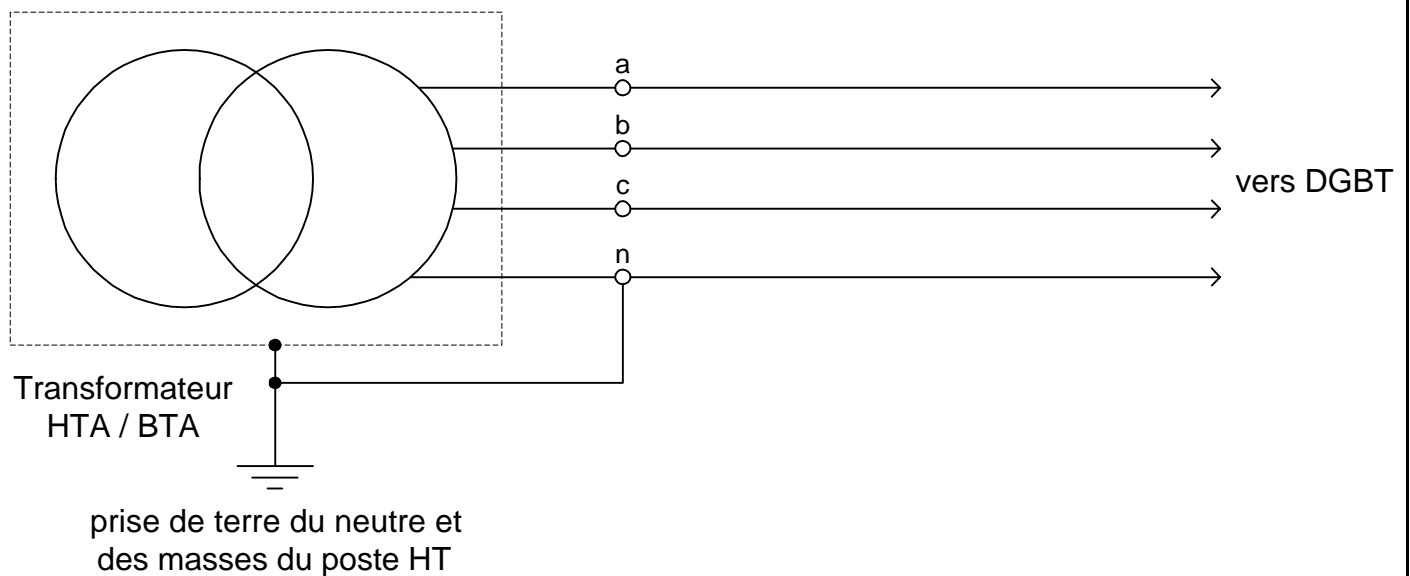 a
b
c
vers DGBT
n
Transformateur
HTA / BTA
prise de terre du neutre et
des masses du poste HT